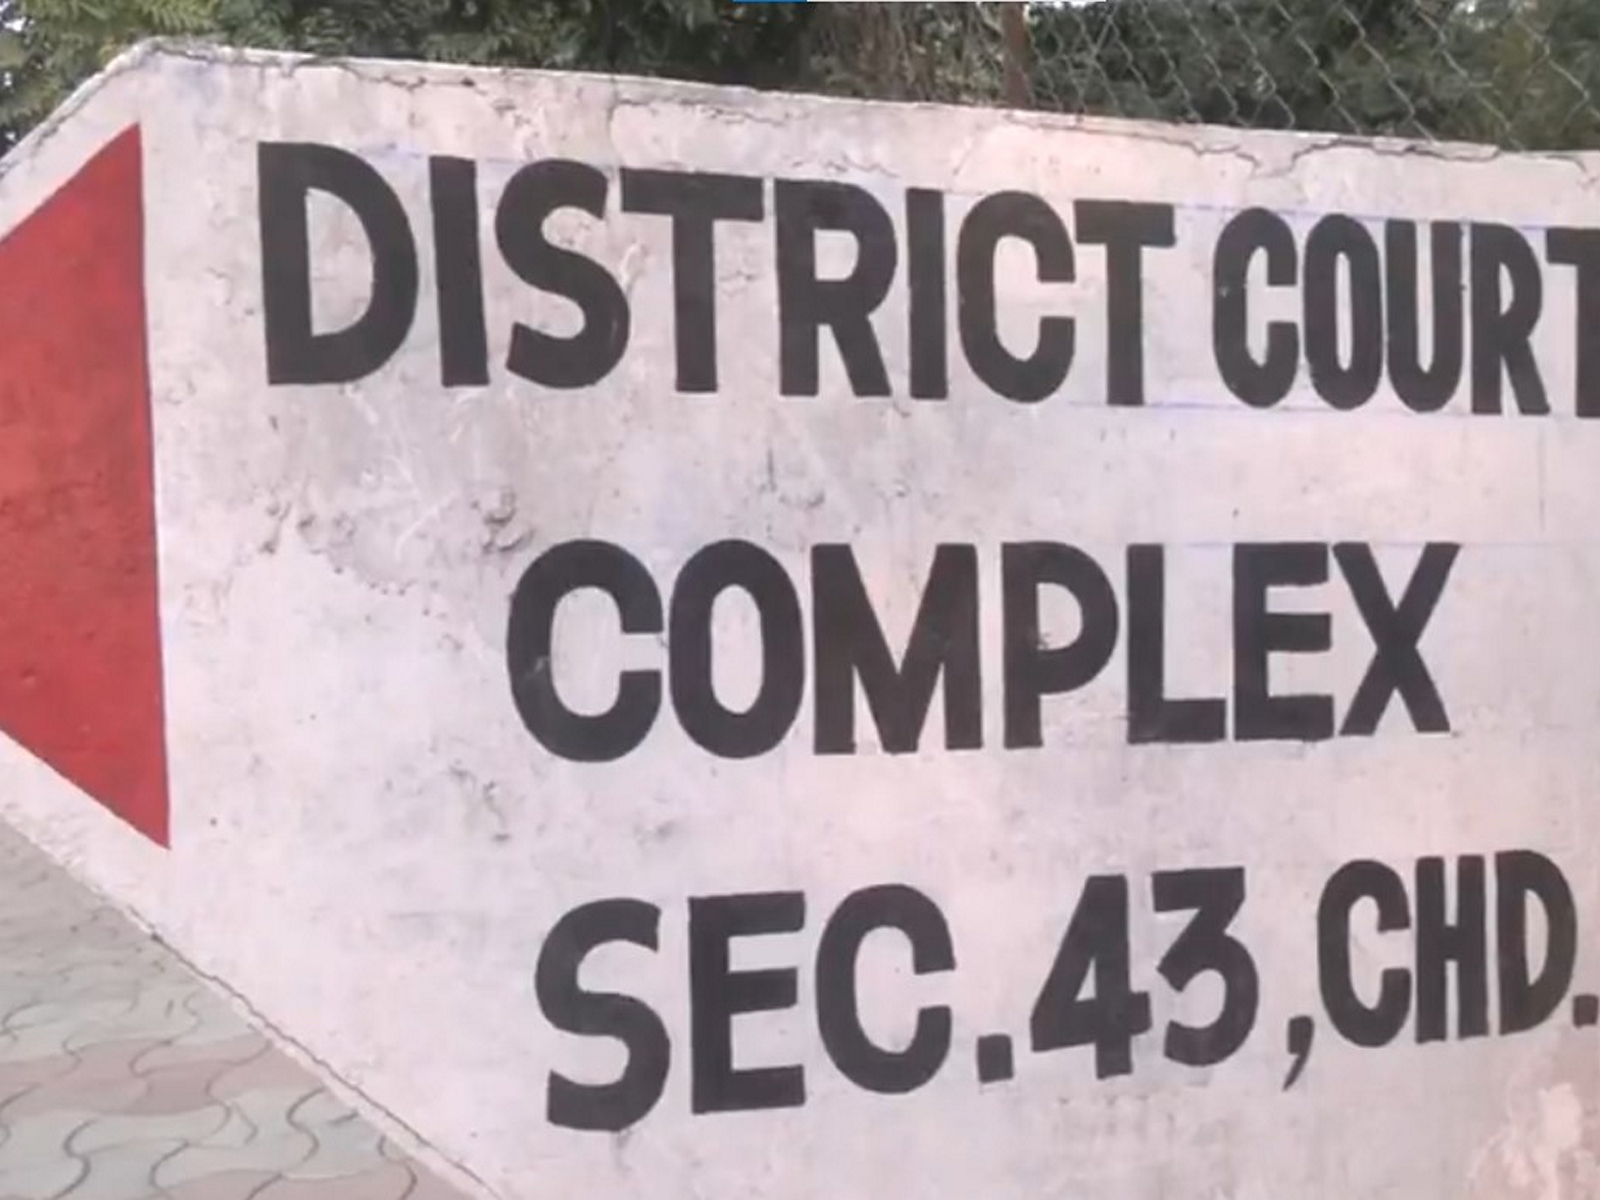 DISTRICT COURT
COMPLEX
SEC.43,CHD.